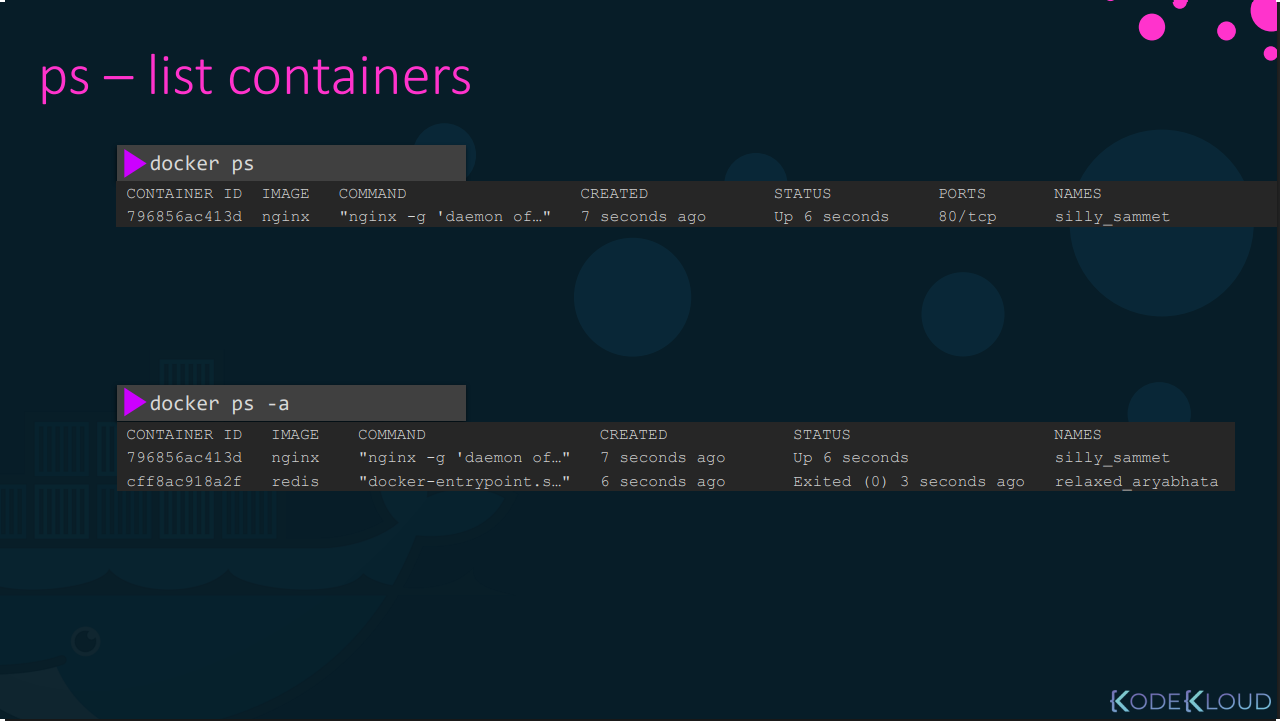 ps – list containers
docker ps
CONTAINER ID IMAGE COMMAND CREATED STATUS PORTS NAMES
796856ac413d nginx "nginx -g 'daemon of…" 7 seconds ago Up 6 seconds 80/tcp silly_sammet
docker ps -a
CONTAINER ID IMAGE COMMAND CREATED STATUS NAMES
796856ac413d nginx "nginx -g 'daemon of…" 7 seconds ago Up 6 seconds silly_sammet
cff8ac918a2f redis "docker-entrypoint.s…" 6 seconds ago Exited (0) 3 seconds ago relaxed_aryabhata
KODEKLOUD